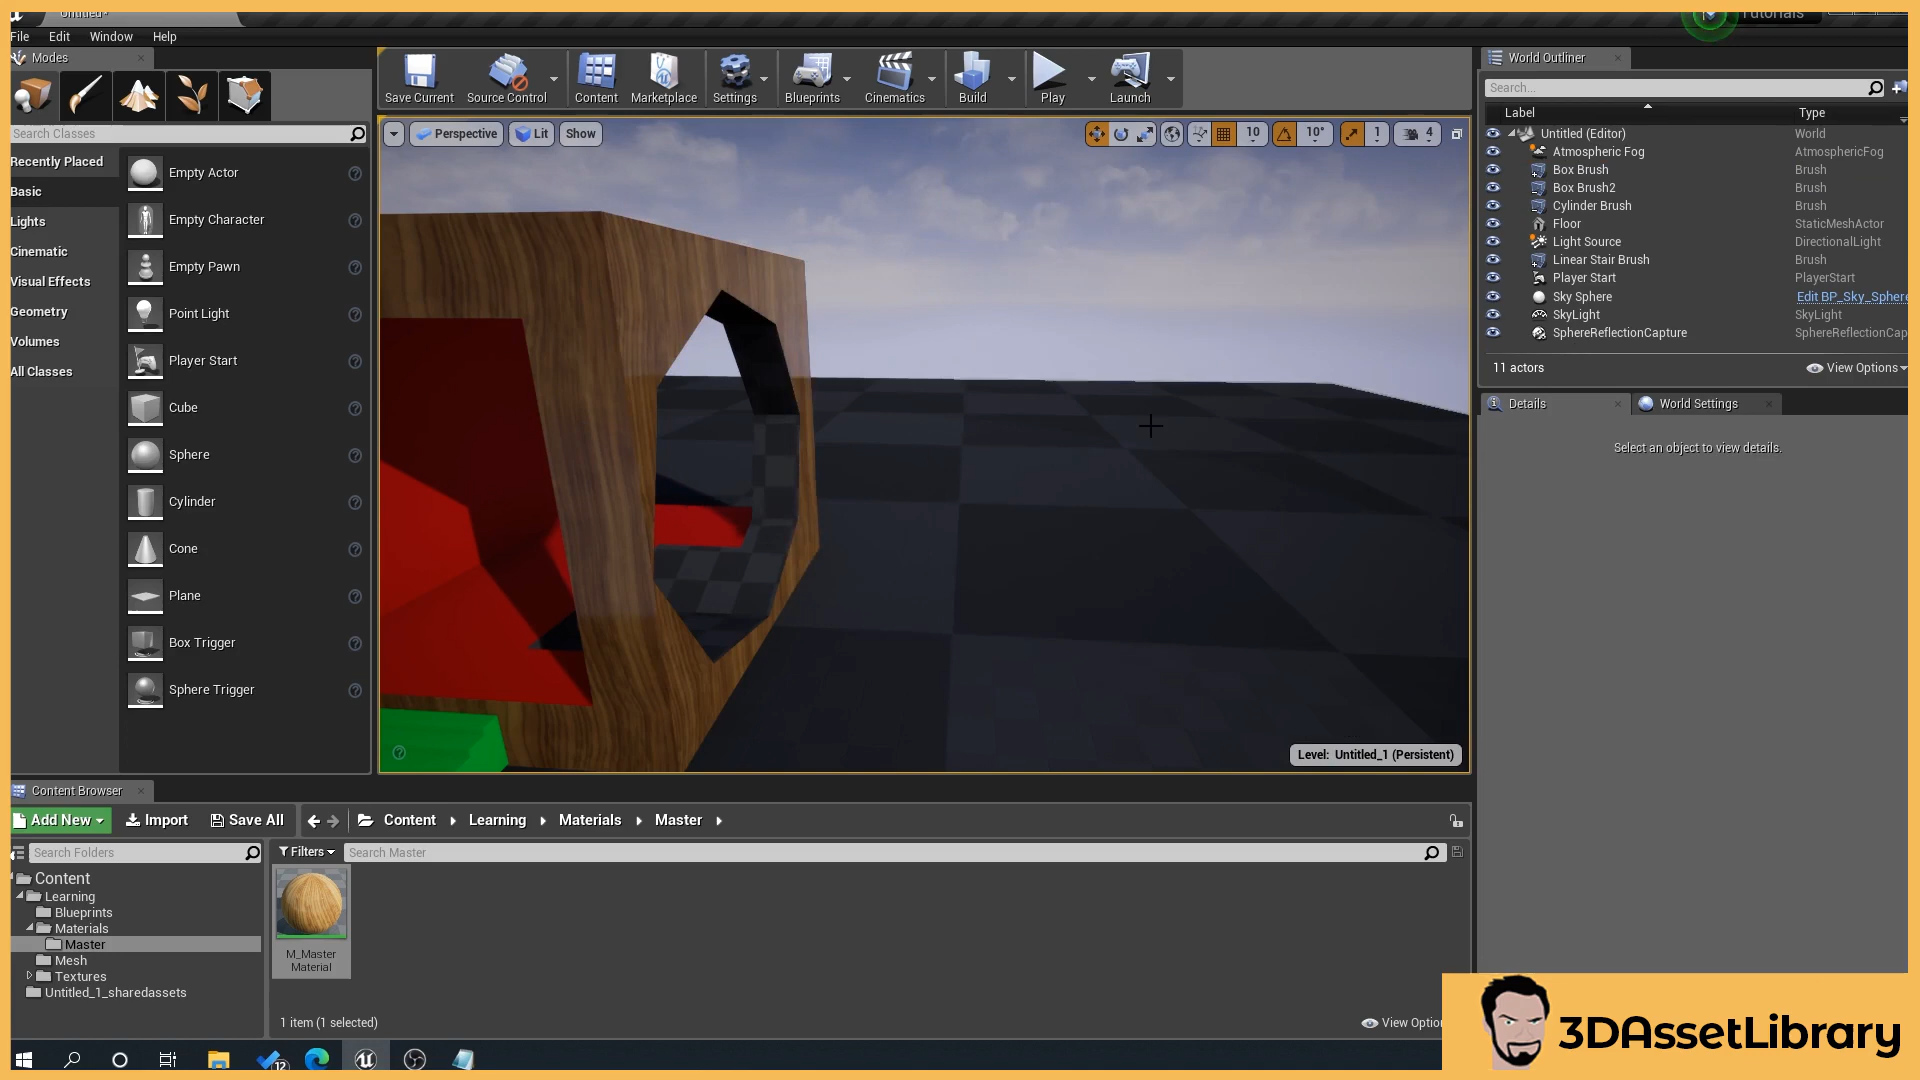 Untitled*
Tutorials
File Edit Window Help
Modes
Search Classes
Recently Placed
Basic
Lights
Cinematic
Visual Effects
Geometry
Volumes
All Classes
Empty Actor
Empty Character
Empty Pawn
Point Light
Player Start
Cube
Sphere
Cylinder
Cone
Plane
Box Trigger
Sphere Trigger
Save Current Source Control Content Marketplace Settings Blueprints Cinematics Build Play Launch
Perspective Lit Show 10 10° 1 4
Level: Untitled_1 (Persistent)
World Outliner
Search...
Label Type
Untitled (Editor) World
Atmospheric Fog AtmosphericFog
Box Brush Brush
Box Brush2 Brush
Cylinder Brush Brush
Floor StaticMeshActor
Light Source DirectionalLight
Linear Stair Brush Brush
Player Start PlayerStart
Sky Sphere Edit BP_Sky_Sphere
SkyLight SkyLight
SphereReflectionCapture SphereReflectionCap
11 actors View Options
Details World Settings
Select an object to view details.
Content Browser
Add New Import Save All Content Learning Materials Master
Search Folders
Filters Search Master
Content
Learning
Blueprints
Materials
Master
Mesh
Textures
Untitled_1_sharedassets
M_Master
Material
1 item (1 selected) View Optio
12
3DAssetLibrary